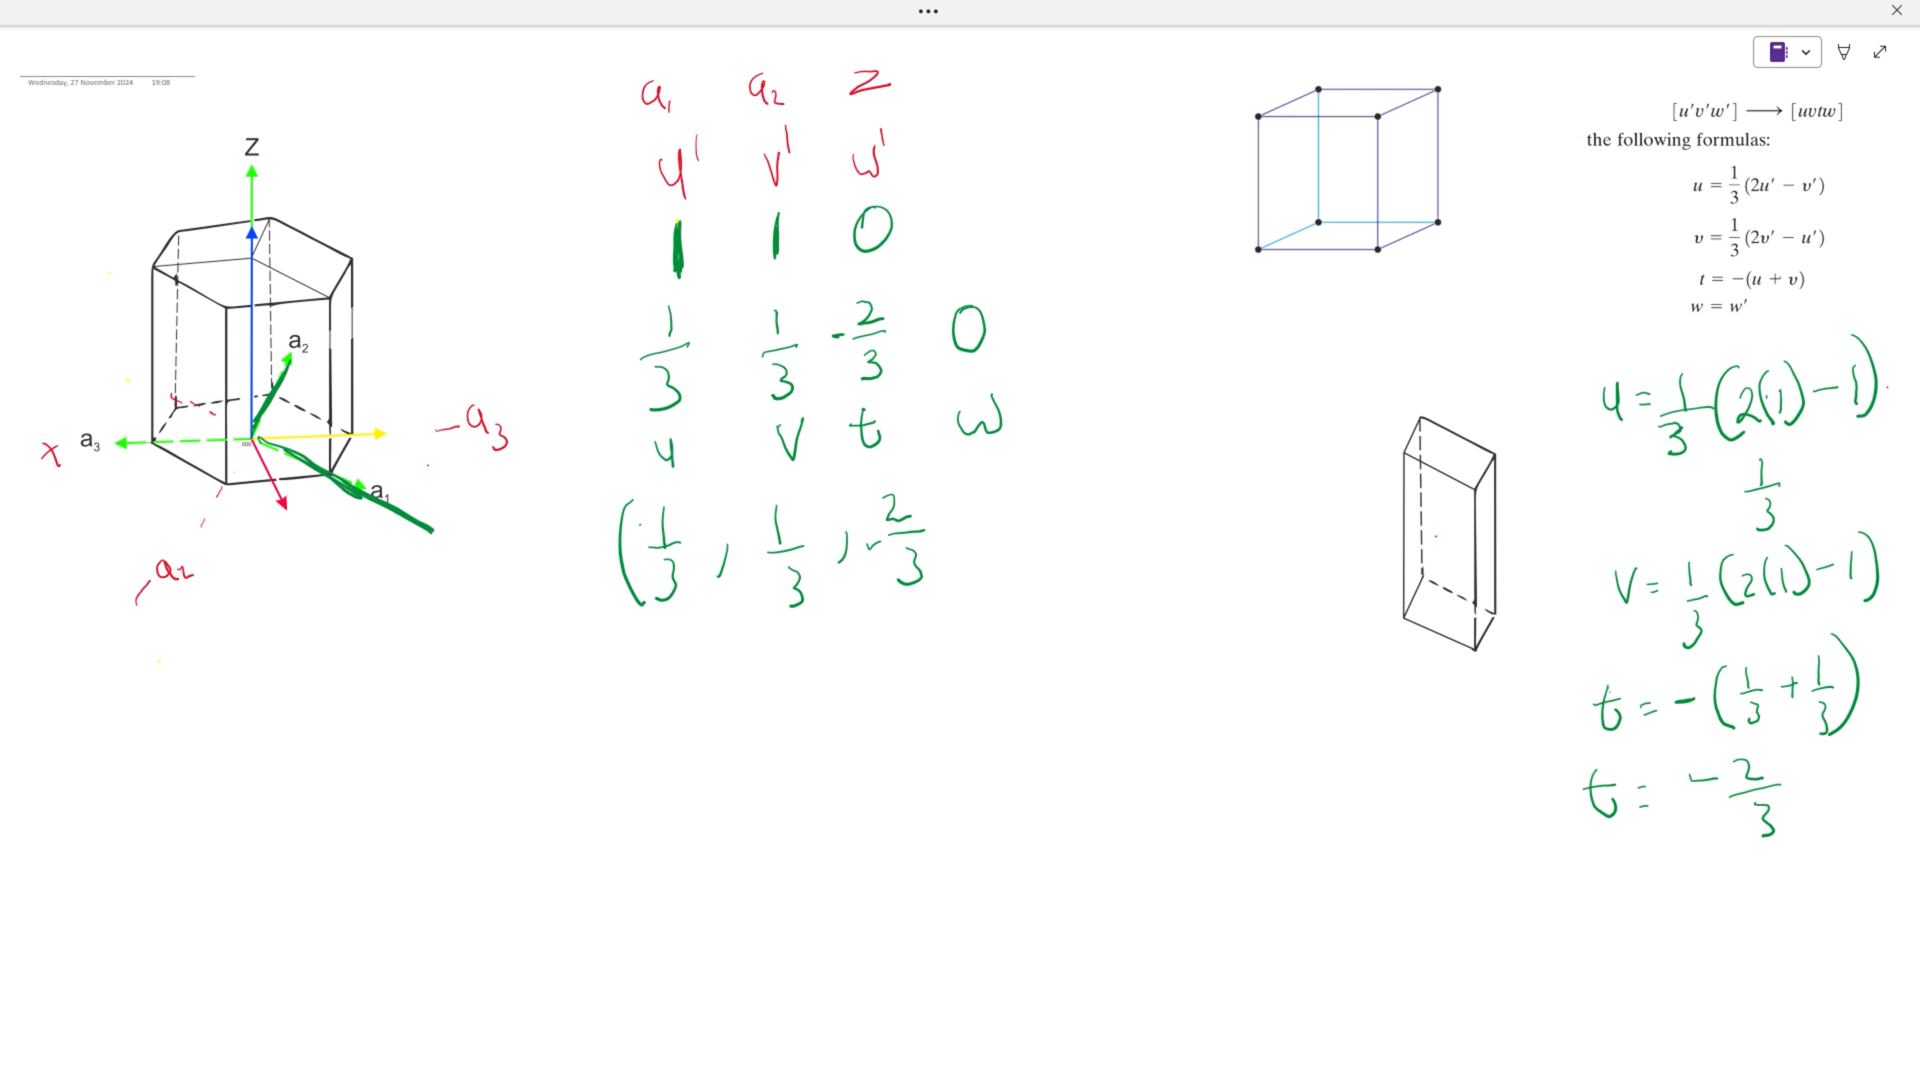 Wednesday, 27 November 2024 19:08
Z
a2
a3
a1
000
x
-a3
-a2
a1 a2 Z
u' v' w'
1 1 0
1/3 1/3 -2/3 0
u v t w
(1/3 , 1/3 , -2/3
[u'v'w'] ⟶ [uvtw]
the following formulas:
u = 1/3 (2u' − v')
v = 1/3 (2v' − u')
t = −(u + v)
w = w'
u = 1/3 (2(1) - 1)
1/3
v = 1/3 (2(1) - 1)
t = - (1/3 + 1/3)
t = - 2/3